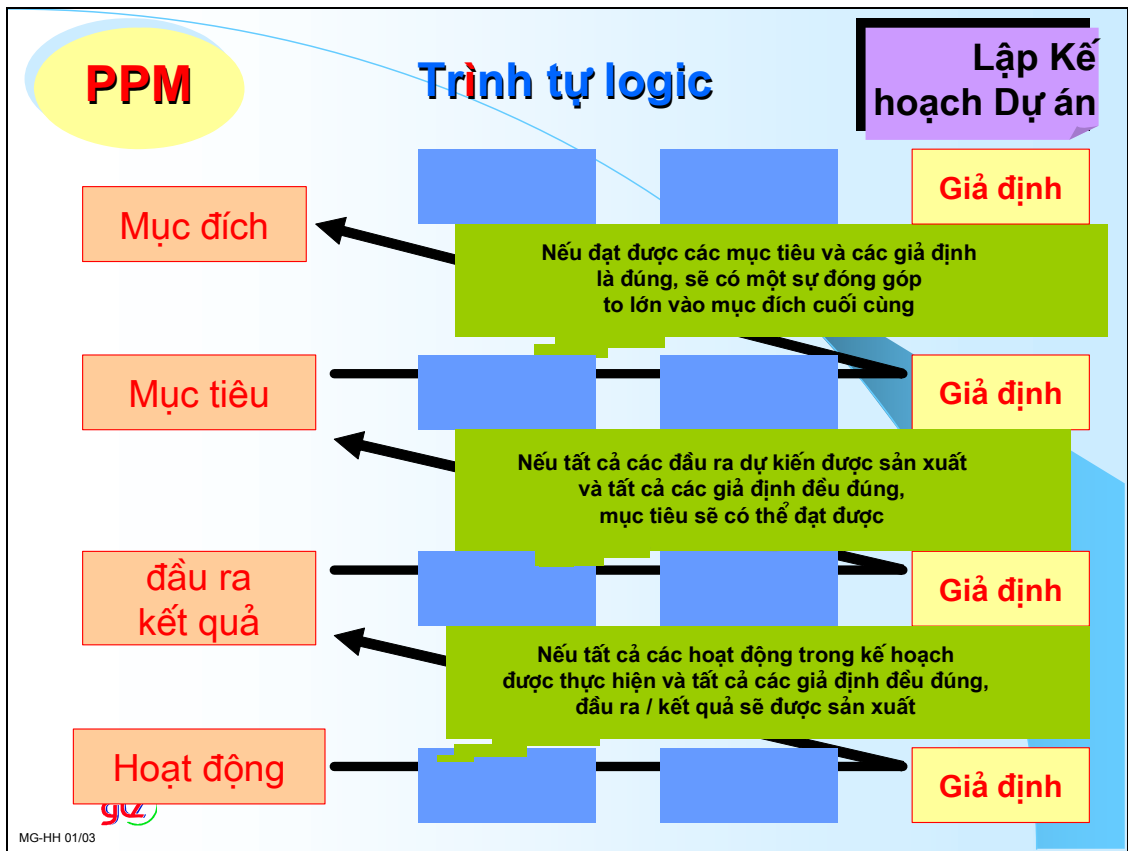 PPM
Trình tự logic
Lập Kế
hoạch Dự án
Giả định
Mục đích
Nếu đạt được các mục tiêu và các giả định
là đúng, sẽ có một sự đóng góp
to lớn vào mục đích cuối cùng
Mục tiêu
Giả định
Nếu tất cả các đầu ra dự kiến được sản xuất
và tất cả các giả định đều đúng,
mục tiêu sẽ có thể đạt được
đầu ra
kết quả
Giả định
Nếu tất cả các hoạt động trong kế hoạch
được thực hiện và tất cả các giả định đều đúng,
đầu ra / kết quả sẽ được sản xuất
Hoạt động
Giả định
gtz
MG-HH 01/03